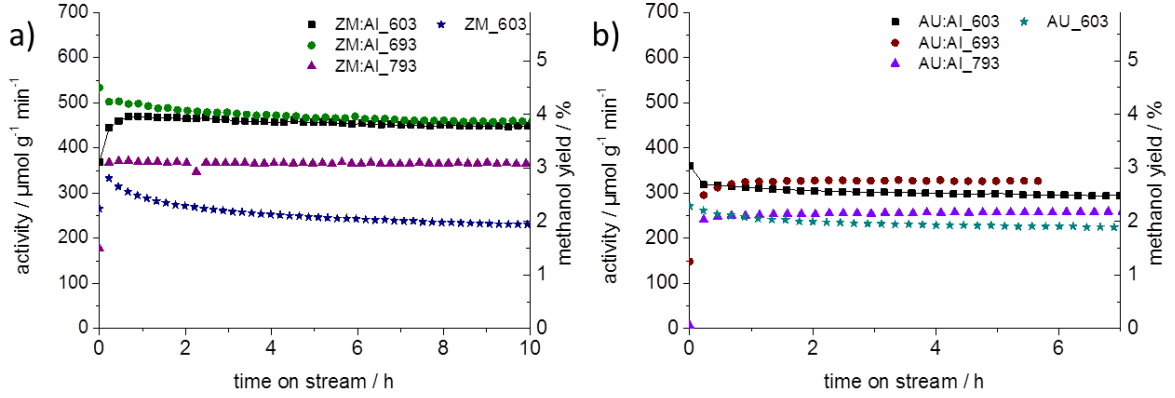 a)
ZM:Al_603 ZM_603
ZM:Al_693
ZM:Al_793
700
600
500
400
300
200
100
0
activity / µmol g⁻¹ min⁻¹
5
4
3
2
1
0
methanol yield / %
0 2 4 6 8 10
time on stream / h
b)
AU:Al_603 AU_603
AU:Al_693
AU:Al_793
700
600
500
400
300
200
100
0
activity / µmol g⁻¹ min⁻¹
5
4
3
2
1
0
methanol yield / %
0 2 4 6
time on stream / h